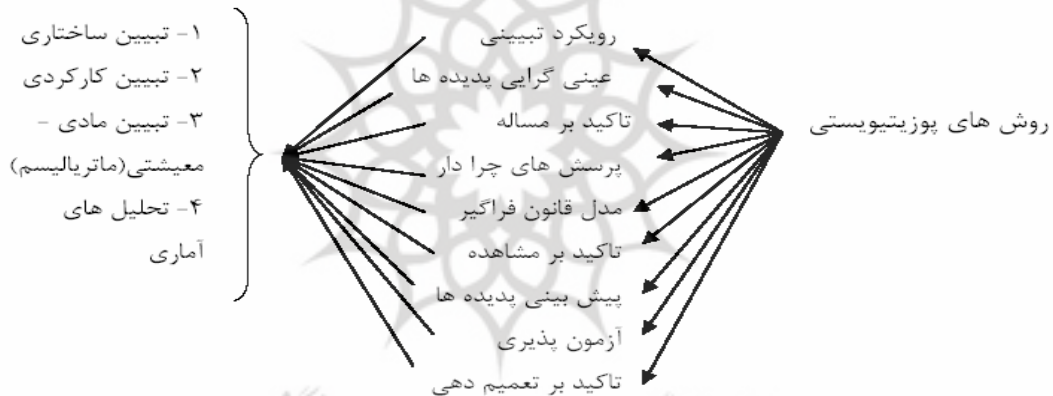 روش های پوزیتیویستی
رویکرد تبیینی
عینی گرایی پدیده ها
تاکید بر مساله
پرسش های چرا دار
مدل قانون فراگیر
تاکید بر مشاهده
پیش بینی پدیده ها
آزمون پذیری
تاکید بر تعمیم دهی
۱- تبیین ساختاری
۲- تبیین کارکردی
۳- تبیین مادی -
معیشتی(ماتریالیسم)
۴- تحلیل های
آماری